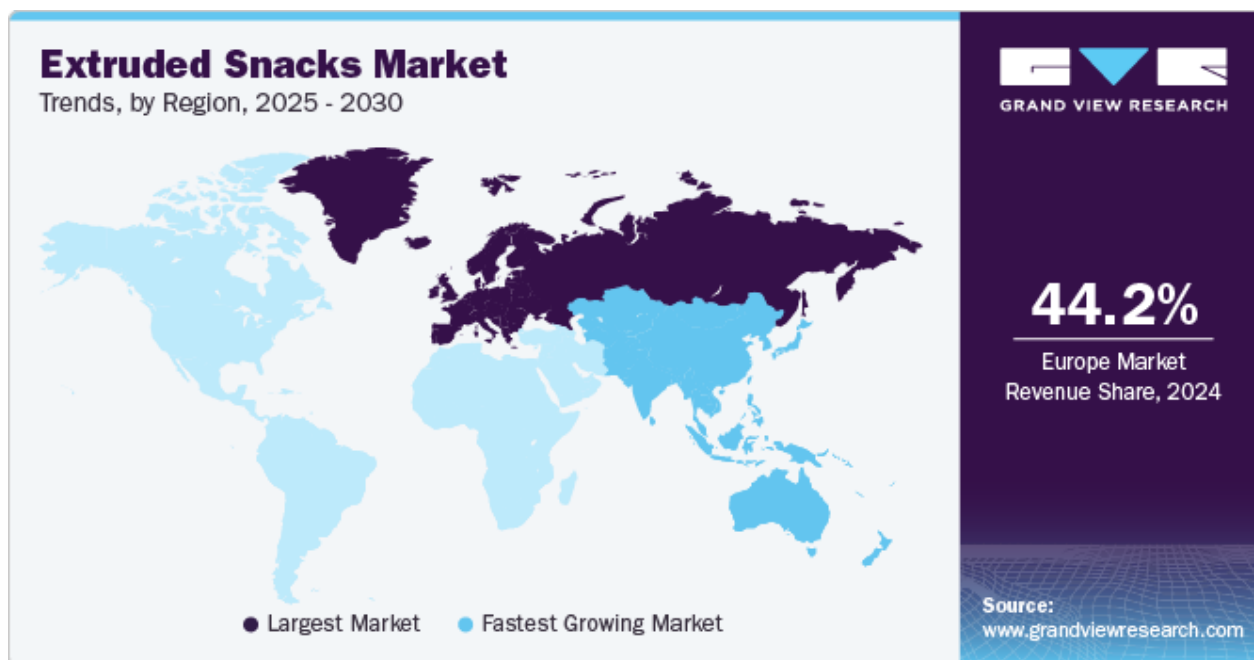 Extruded Snacks Market
Trends, by Region, 2025 - 2030
GRAND VIEW RESEARCH
44.2%
Europe Market
Revenue Share, 2024
Largest Market
Fastest Growing Market
Source:
www.grandviewresearch.com